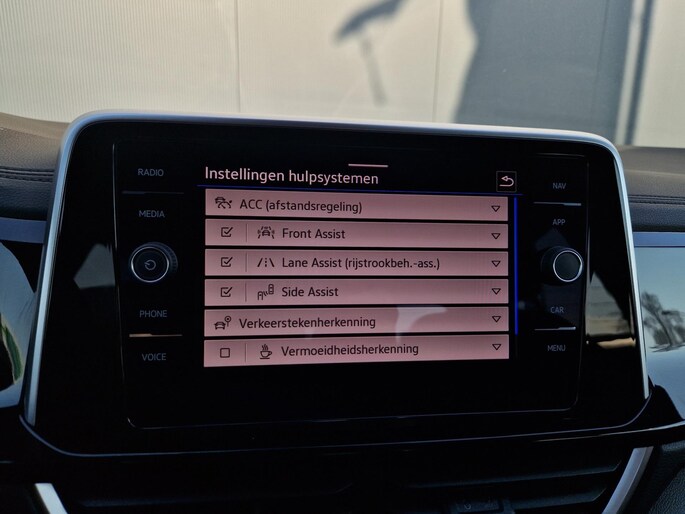 Instellingen hulpsystemen
ACC (afstandsregeling)
Front Assist
Lane Assist (rijstrookbeh.-ass.)
Side Assist
Verkeerstekenherkenning
Vermoeidheidsherkenning
RADIO
MEDIA
PHONE
VOICE
NAV
APP
CAR
MENU